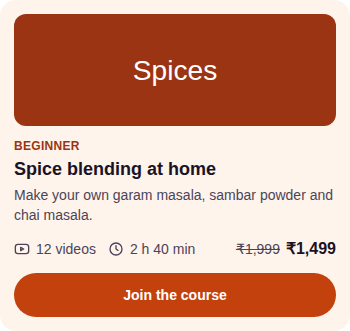 Spices
BEGINNER
Spice blending at home
Make your own garam masala, sambar powder and
chai masala.
12 videos 2 h 40 min ₹1,999 ₹1,499
Join the course